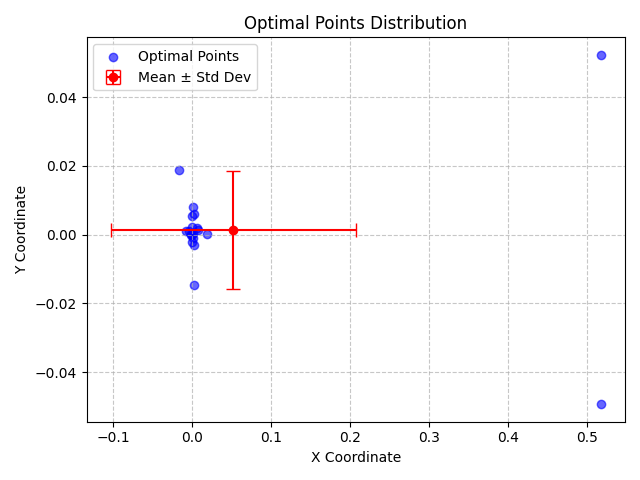 Optimal Points Distribution
Optimal Points
Mean ± Std Dev
Y Coordinate
0.04
0.02
0.00
−0.02
−0.04
−0.1
0.0
0.1
0.2
0.3
0.4
0.5
X Coordinate